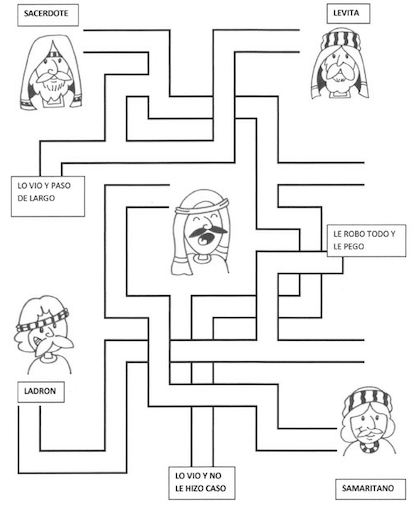 SACERDOTE
LEVITA
LO VIO Y PASO
DE LARGO
LE ROBO TODO Y
LE PEGO
LADRON
LO VIO Y NO
LE HIZO CASO
SAMARITANO